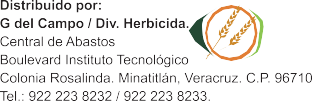 Distribuido por:
G del Campo / Div. Herbicida.
Central de Abastos
Boulevard Instituto Tecnológico
Colonia Rosalinda. Minatitlán, Veracruz. C.P. 96710
Tel.: 922 223 8232 / 922 223 8233.